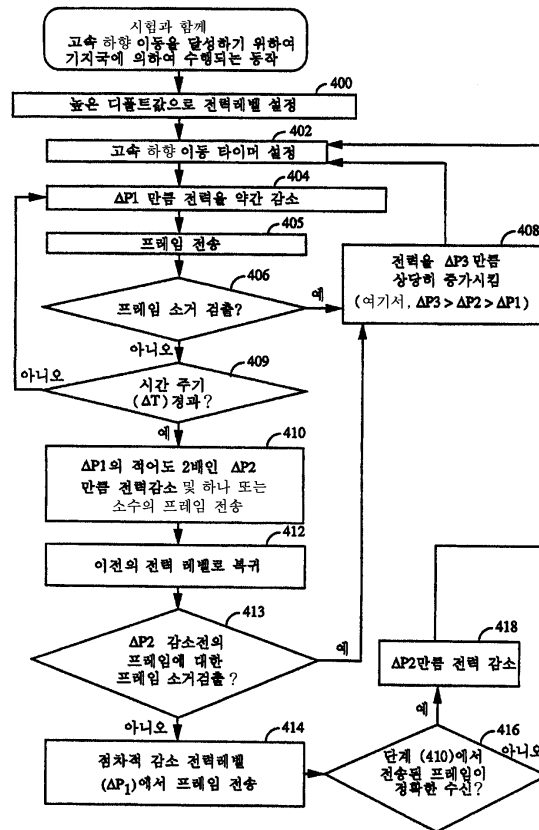 시험과 함께
고속 하향 이동을 달성하기 위하여
기지국에 의하여 수행되는 동작
400
높은 디폴트값으로 전력레벨 설정
402
고속 하향 이동 타이머 설정
404
ΔP1 만큼 전력을 약간 감소
405
프레임 전송
406
프레임 소거 검출?
예
아니오
408
전력을 ΔP3만큼
상당히 증가시킴
(여기서, ΔP3 > ΔP2 > ΔP1)
409
시간 주기
(ΔT) 경과?
아니오
예
410
ΔP1의 적어도 2배인 ΔP2
만큼 전력감소 및 하나 또는
소수의 프레임 전송
412
이전의 전력 레벨로 복귀
413
ΔP2 감소전의
프레임에 대한
프레임 소거검출?
예
아니오
414
점차적 감소 전력레벨
(ΔP₁)에서 프레임 전송
416
단계 (410)에서
전송된 프레임이
정확한 수신?
예
아니오
418
ΔP2만큼 전력 감소